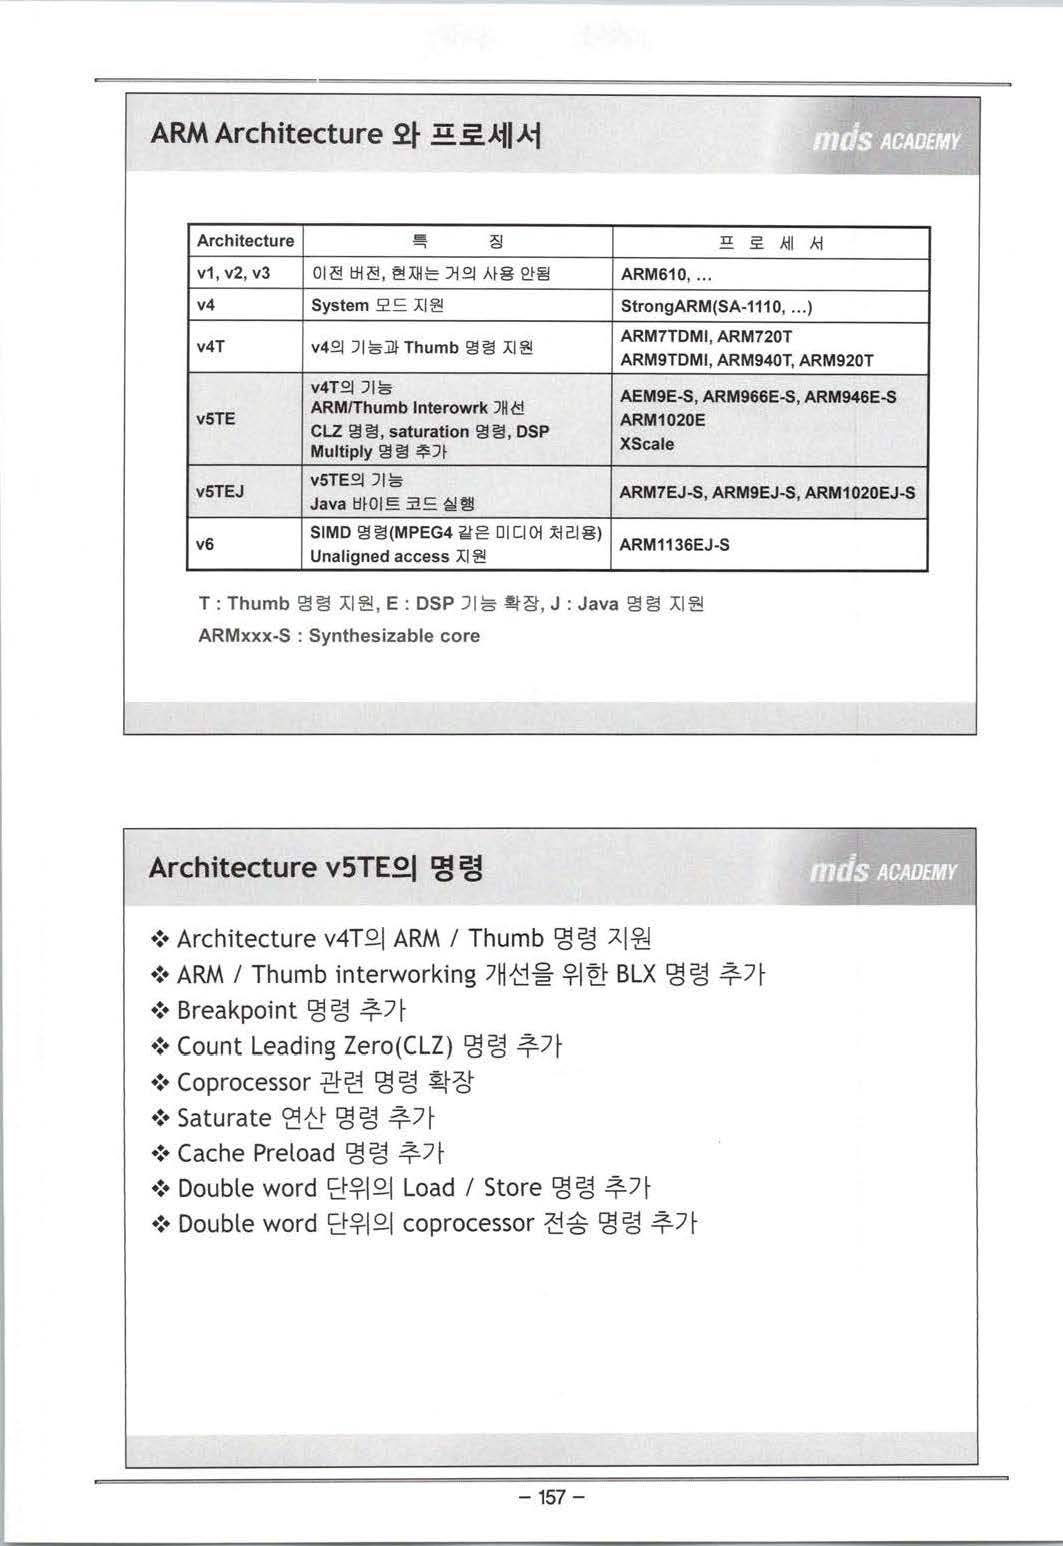 ARM Architecture 와 프로세서
mds ACADEMY
Architecture 특 징 프 로 세 서
v1, v2, v3 이전 버전, 현재는 거의 사용 안됨 ARM610, ...
v4 System 모드 지원 StrongARM(SA-1110, ...)
v4T v4의 기능과 Thumb 명령 지원 ARM7TDMI, ARM720T
ARM9TDMI, ARM940T, ARM920T
v5TE v4T의 기능
ARM/Thumb Interowrk 개선
CLZ 명령, saturation 명령, DSP
Multiply 명령 추가
AEM9E-S, ARM966E-S, ARM946E-S
ARM1020E
XScale
v5TEJ v5TE의 기능
Java 바이트 코드 실행
ARM7EJ-S, ARM9EJ-S, ARM1020EJ-S
v6 SIMD 명령(MPEG4 같은 미디어 처리용)
Unaligned access 지원
ARM1136EJ-S
T : Thumb 명령 지원, E : DSP 기능 확장, J : Java 명령 지원
ARMxxx-S : Synthesizable core
Architecture v5TE의 명령
mds ACADEMY
❖ Architecture v4T의 ARM / Thumb 명령 지원
❖ ARM / Thumb interworking 개선을 위한 BLX 명령 추가
❖ Breakpoint 명령 추가
❖ Count Leading Zero(CLZ) 명령 추가
❖ Coprocessor 관련 명령 확장
❖ Saturate 연산 명령 추가
❖ Cache Preload 명령 추가
❖ Double word 단위의 Load / Store 명령 추가
❖ Double word 단위의 coprocessor 전송 명령 추가
- 157 -